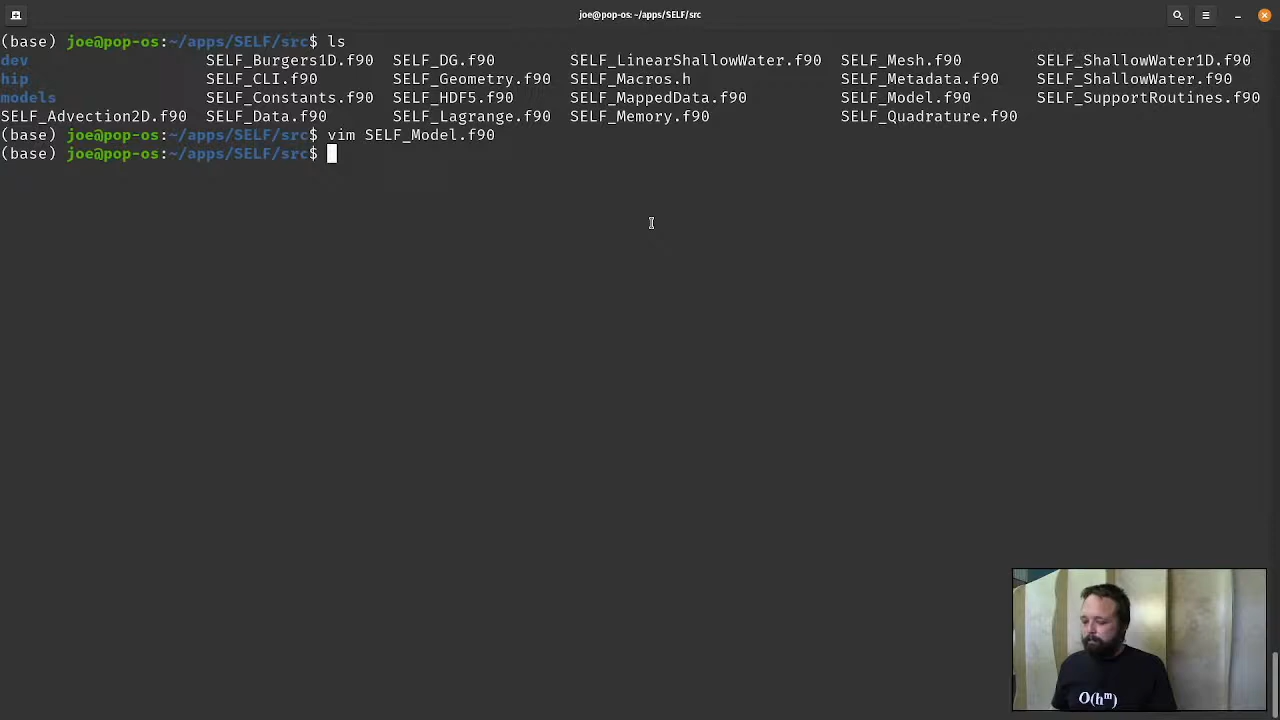 joe@pop-os: ~/apps/SELF/src
(base) joe@pop-os:~/apps/SELF/src$ ls
dev SELF_Burgers1D.f90 SELF_DG.f90 SELF_LinearShallowWater.f90 SELF_Mesh.f90 SELF_ShallowWater1D.f90
hip SELF_CLI.f90 SELF_Geometry.f90 SELF_Macros.h SELF_Metadata.f90 SELF_ShallowWater.f90
models SELF_Constants.f90 SELF_HDF5.f90 SELF_MappedData.f90 SELF_Model.f90 SELF_SupportRoutines.f90
SELF_Advection2D.f90 SELF_Data.f90 SELF_Lagrange.f90 SELF_Memory.f90 SELF_Quadrature.f90
(base) joe@pop-os:~/apps/SELF/src$ vim SELF_Model.f90
(base) joe@pop-os:~/apps/SELF/src$
O(hᵐ)